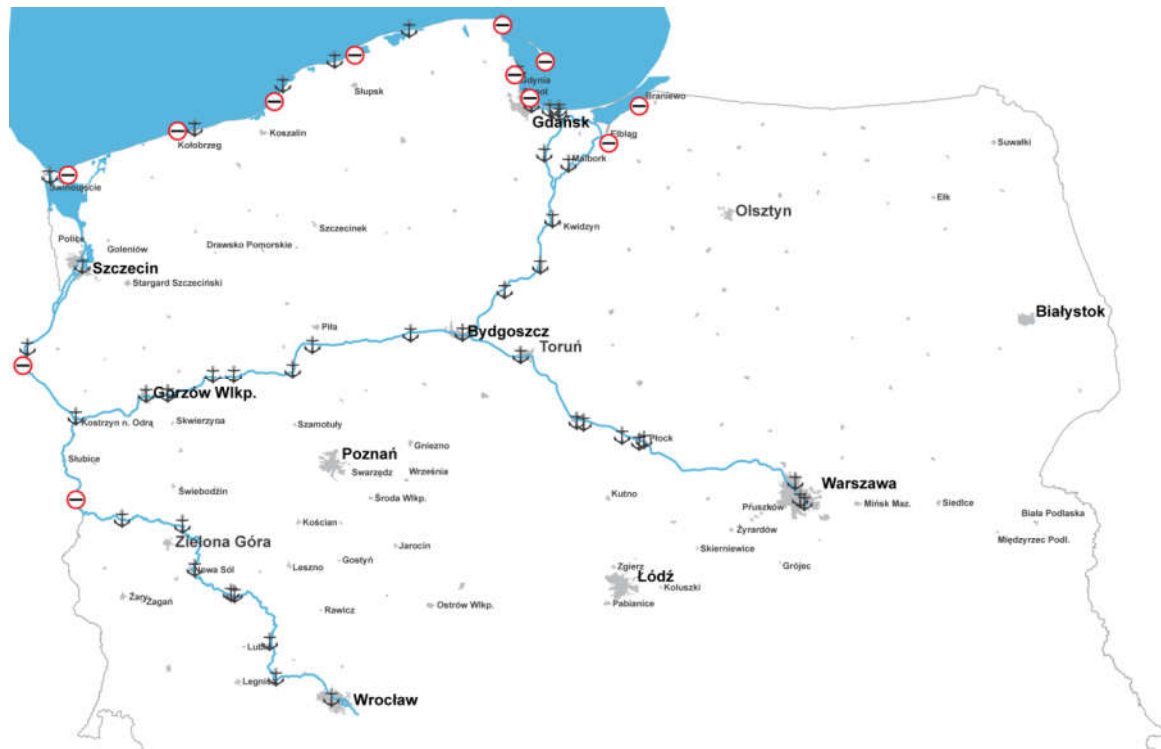 Gdynia
Słupsk
Braniewo
Gdańsk
Elbląg
Koszalin
Kołobrzeg
Suwałki
Malbork
Świnoujście
Ełk
Olsztyn
Szczecinek
Kwidzyn
Police
Goleniów
Drawsko Pomorskie
Szczecin
Stargard Szczeciński
Białystok
Piła
Bydgoszcz
Toruń
Gorzów Wlkp.
Kostrzyn n. Odrą
Skwierzyna
Szamotuły
Płock
Gniezno
Poznań
Słubice
Swarzędz
Września
Warszawa
Świebodzin
Środa Wlkp.
Kutno
Mińsk Maz.
Siedlce
Pruszków
Biała Podlaska
Kościan
Żyrardów
Międzyrzec Podl.
Zielona Góra
Jarocin
Skierniewice
Gostyń
Leszno
Grójec
Nowa Sól
Zgierz
Łódź
Koluszki
Żary
Żagań
Rawicz
Ostrów Wlkp.
Pabianice
Wrocław